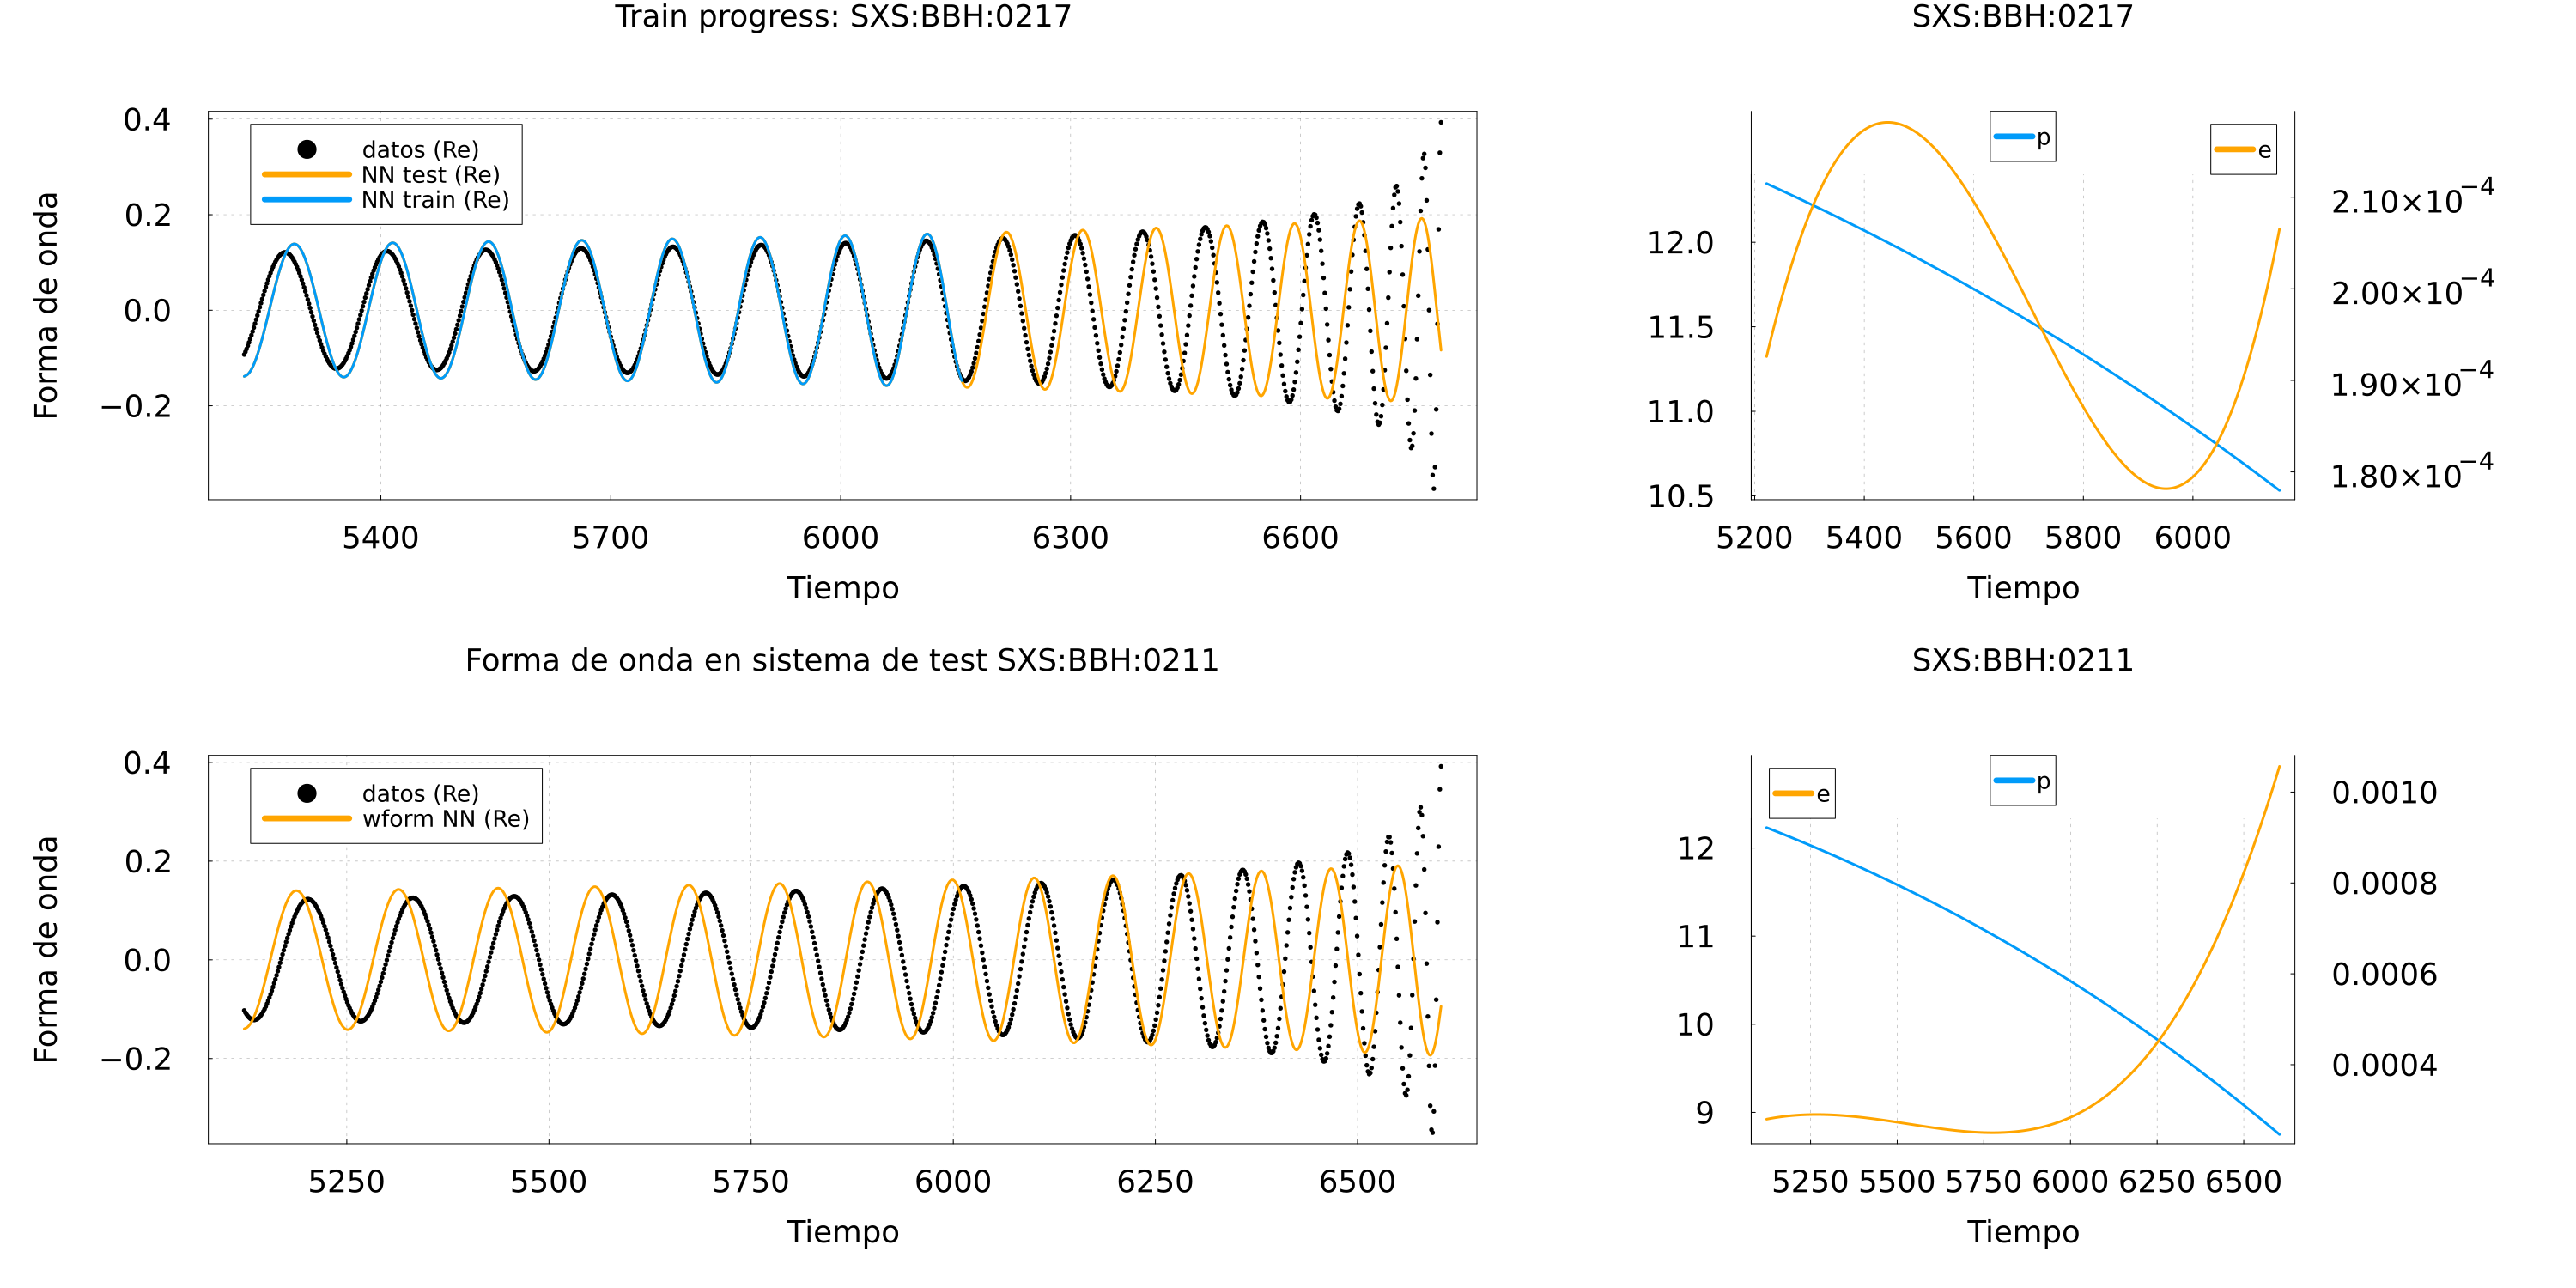 Train progress: SXS:BBH:0217
SXS:BBH:0217
Forma de onda
0.4
0.2
0.0
−0.2
datos (Re)
NN test (Re)
NN train (Re)
5400 5700 6000 6300 6600
Tiempo
12.0
11.5
11.0
10.5
p
e
2.10×10⁻⁴
2.00×10⁻⁴
1.90×10⁻⁴
1.80×10⁻⁴
5200 5400 5600 5800 6000
Tiempo
Forma de onda en sistema de test SXS:BBH:0211
SXS:BBH:0211
Forma de onda
0.4
0.2
0.0
−0.2
datos (Re)
wform NN (Re)
5250 5500 5750 6000 6250 6500
Tiempo
12
11
10
9
e
p
0.0010
0.0008
0.0006
0.0004
5250 5500 5750 6000 6250 6500
Tiempo